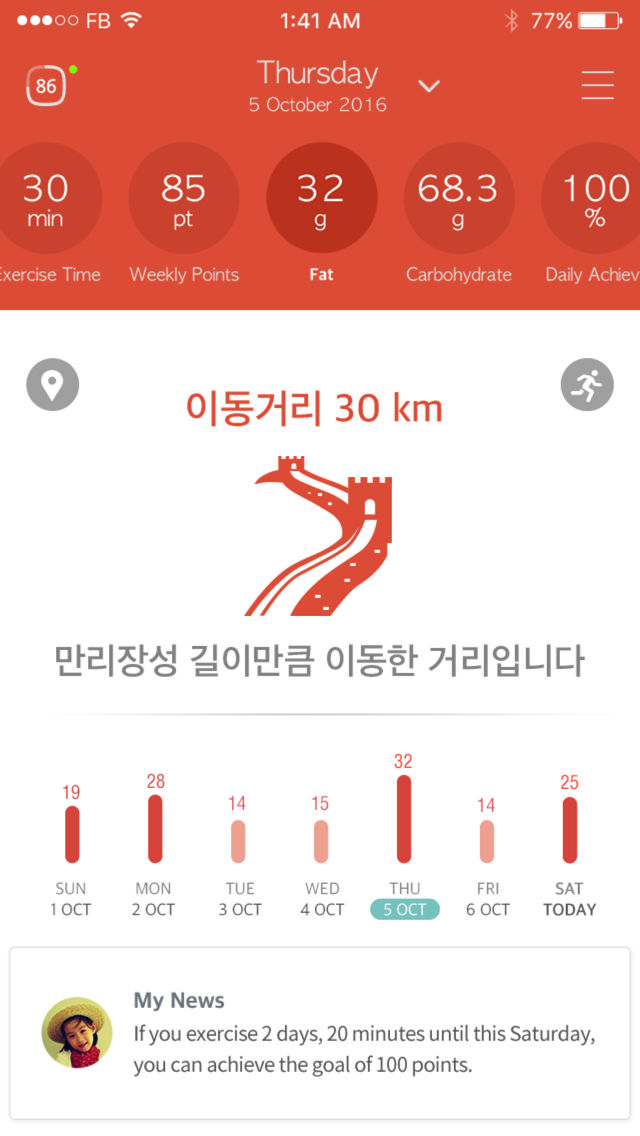 FB 1:41 AM 77%
86
Thursday
5 October 2016
30 85 32 68.3 100
min pt g g %
xercise Time Weekly Points Fat Carbohydrate Daily Achiev
이동거리 30 km
만리장성 길이만큼 이동한 거리입니다
19 28 14 15 32 14 25
SUN MON TUE WED THU FRI SAT
1 OCT 2 OCT 3 OCT 4 OCT 5 OCT 6 OCT TODAY
My News
If you exercise 2 days, 20 minutes until this Saturday,
you can achieve the goal of 100 points.